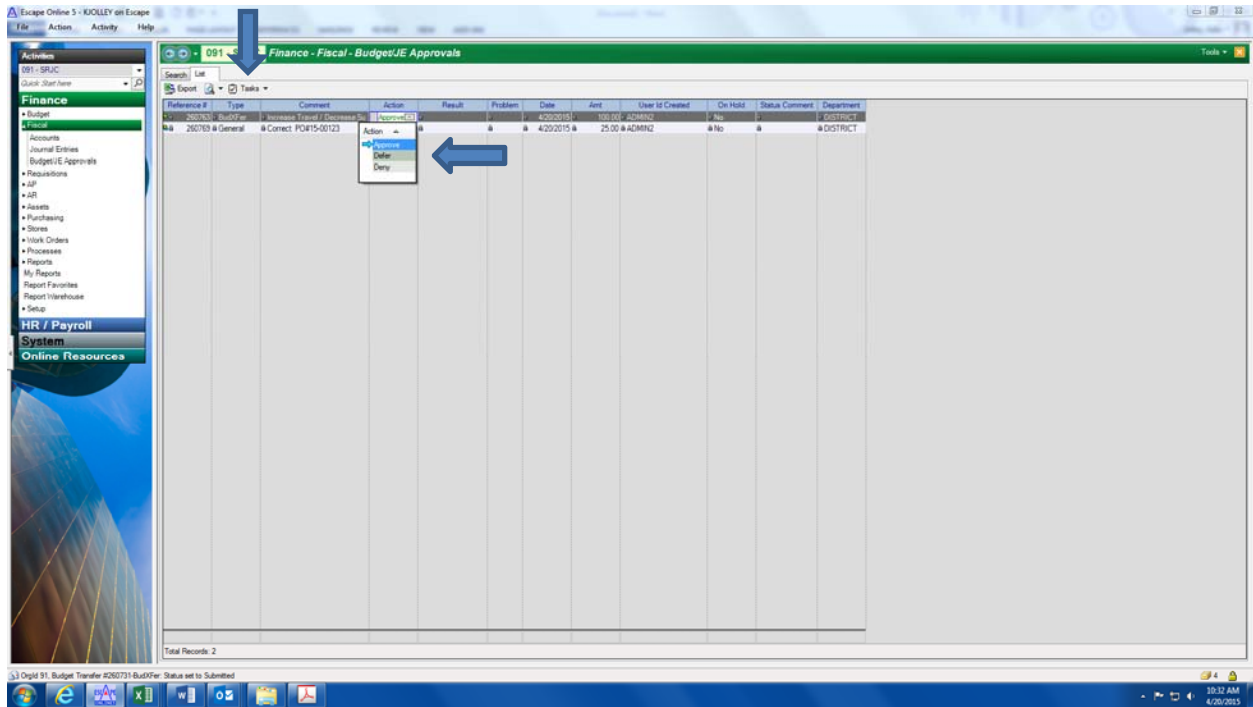 Escape Online 5 - KJOLLEY on Escape
File Action Activity Help
Activities
091 - SRJC
Quick Start here
Finance
Budget
Fiscal
Accounts
Journal Entries
Budget/JE Approvals
Requisitions
AP
AR
Assets
Purchasing
Stores
Work Orders
Processes
Reports
My Reports
Report Favorites
Report Warehouse
Setup
HR / Payroll
System
Online Resources
091 - Finance - Fiscal - Budget/JE Approvals
Tools
Search List
Export Tasks
Reference # Type Comment Action Result Problem Date Amt User Id Created On Hold Status Comment Department
260763 BudXFer Increase Travel / Decrease Su Approve 4/20/2015 100.00 ADMIN2 No DISTRICT
260769 General Correct PO#15-00123 4/20/2015 25.00 ADMIN2 No DISTRICT
Action
Approve
Defer
Deny
Total Records: 2
OrgId 91, Budget Transfer #260731-BudXFer: Status set to Submitted
4
10:32 AM
4/20/2015